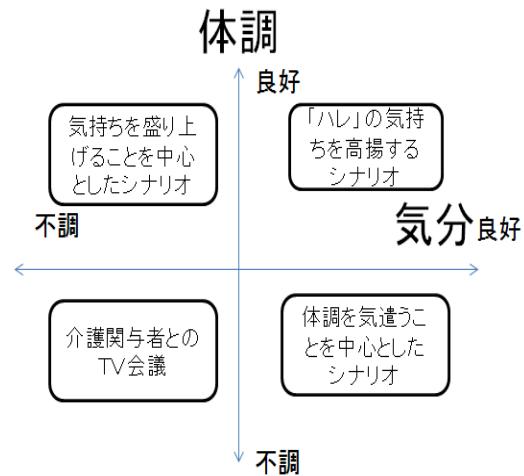 体調
良好
気持ちを盛り上
げることを中心
としたシナリオ
「ハレ」の気持
ちを高揚する
シナリオ
不調
気分良好
介護関与者との
TV会議
体調を気遣うこ
とを中心とした
シナリオ
不調